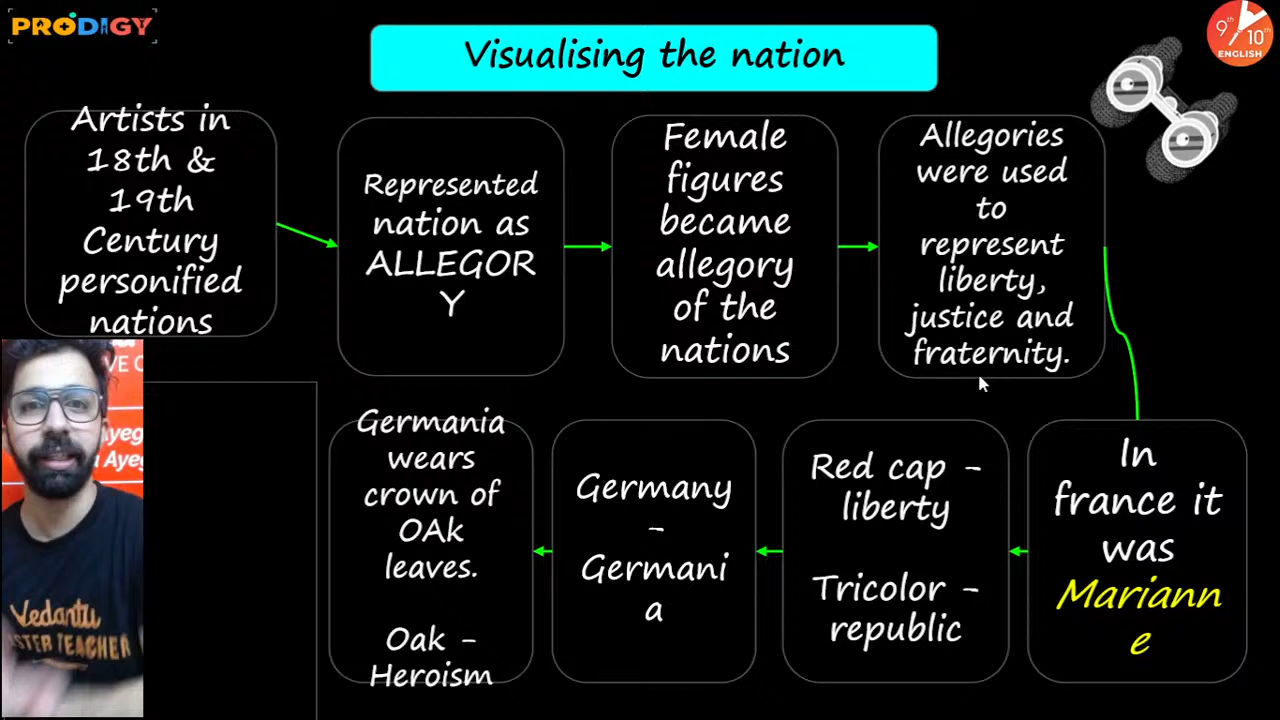 PRODIGY
Visualising the nation
9th
10th
ENGLISH
Artists in
18th &
19th
Century
personified
nations
Represented
nation as
ALLEGOR
Y
Female
figures
became
allegory
of the
nations
Allegories
were used
to
represent
liberty,
justice and
fraternity.
In
france it
was
Mariann
e
Red cap -
liberty
Tricolor -
republic
Germany
-
Germani
a
Germania
wears
crown of
OAk
leaves.
Oak -
Heroism
Vedantu
TEACHER